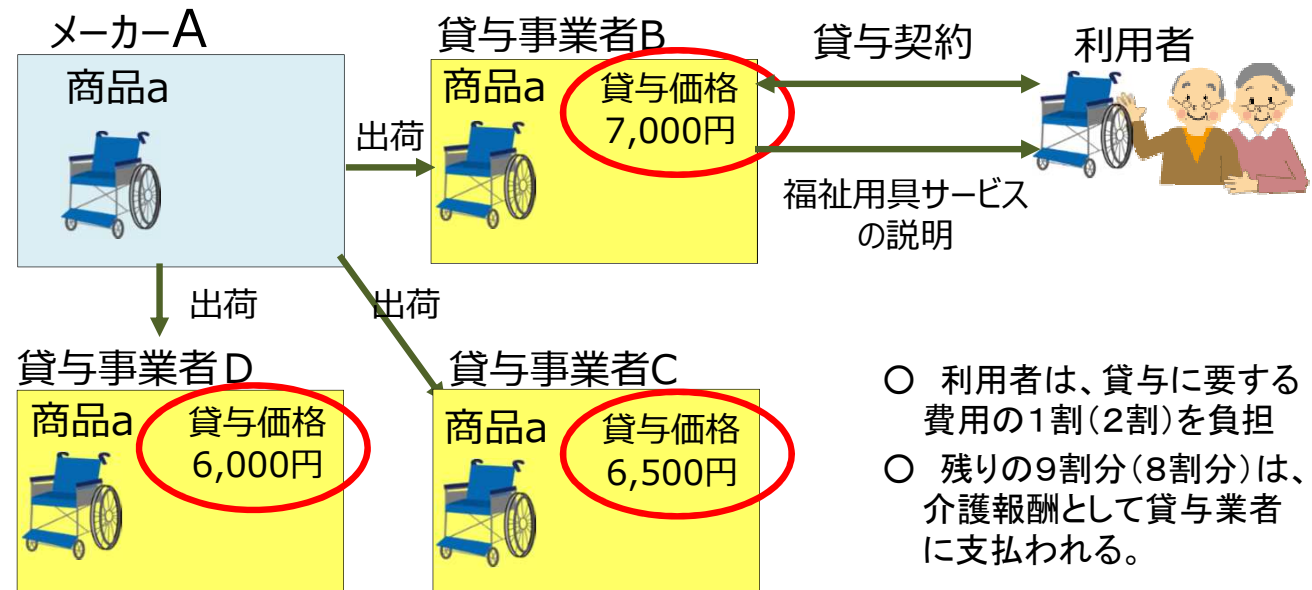 メーカーA
商品a
出荷
貸与事業者B
商品a
貸与価格
7,000円
貸与契約
利用者
福祉用具サービス
の説明
出荷
出荷
貸与事業者D
商品a
貸与価格
6,000円
貸与事業者C
商品a
貸与価格
6,500円
○ 利用者は、貸与に要する
費用の1割(2割)を負担
○ 残りの9割分(8割分)は、
介護報酬として貸与業者
に支払われる。